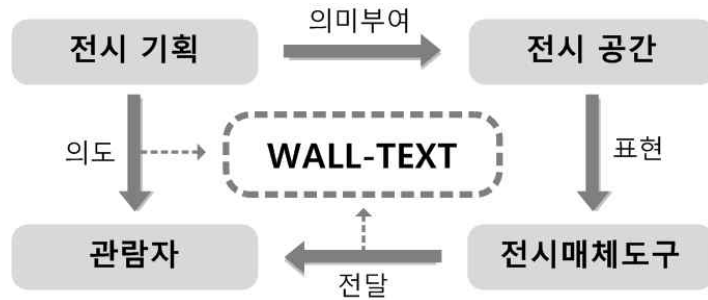 전시 기획
의미부여
전시 공간
의도
WALL-TEXT
표현
관람자
전달
전시매체도구